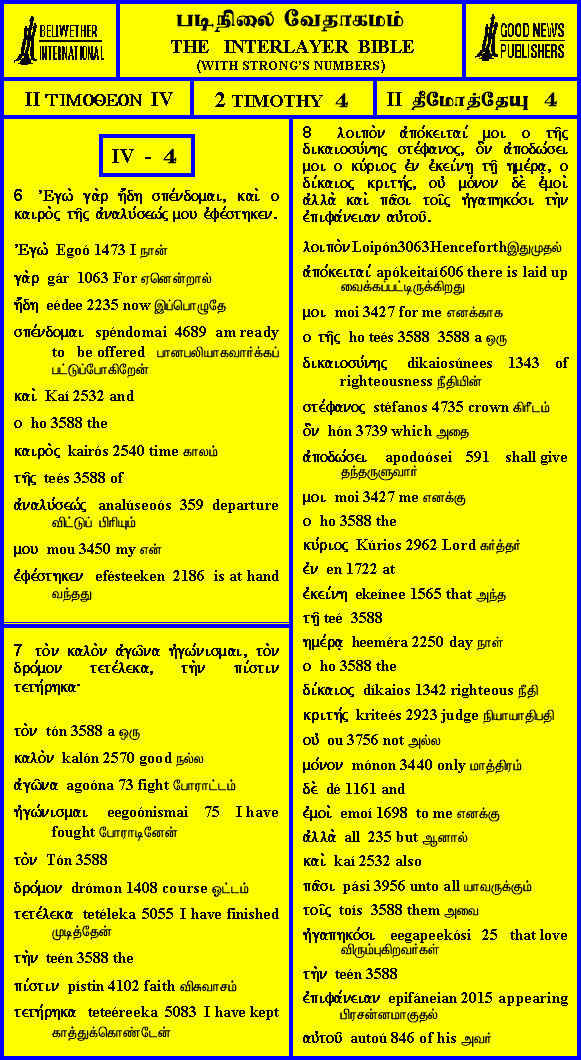 BELIWETHER
INTERNATIONAL
படிநிலை வேதாகமம்
THE INTERLAYER BIBLE
(WITH STRONG'S NUMBERS)
GOOD NEWS
PUBLISHERS
II ΤΙΜΟΘΕΟΝ IV
2 TIMOTHY 4
II தீமோத்தேயு 4
IV - 4
6 Ἐγὼ γὰρ ἤδη σπένδομαι, καὶ ο
καιρὸς τῆς ἀναλύσεώς μου ἐφέστηκεν.
Ἐγὼ Egoó 1473 I நான்
γὰρ gár 1063 For ஏனென்றால்
ἤδη eédee 2235 now இப்பொழுதே
σπένδομαι spéndomai 4689 am ready
to be offered பானபலியாகவார்க்கப்
பட்டுப்போகிறேன்
καὶ Kaí 2532 and
ο ho 3588 the
καιρὸς kairós 2540 time காலம்
τῆς teés 3588 of
ἀναλύσεώς analúseoós 359 departure
விட்டுப் பிரியும்
μου mou 3450 my என்
ἐφέστηκεν efésteeken 2186 is at hand
வந்தது
7 τὸν καλὸν ἀγῶνα ἠγώνισμαι, τὸν
δρόμον τετέλεκα, τὴν πίστιν
τετήρηκα·
τὸν tón 3588 a ஒரு
καλὸν kalón 2570 good நல்ல
ἀγῶνα agoóna 73 fight போராட்டம்
ἠγώνισμαι eegoónismai 75 I have
fought போராடினேன்
τὸν Tón 3588
δρόμον drómon 1408 course ஓட்டம்
τετέλεκα tetéleka 5055 I have finished
முடித்தேன்
τὴν teén 3588 the
πίστιν pístin 4102 faith விசுவாசம்
τετήρηκα teteéreeka 5083 I have kept
காத்துக்கொண்டேன்
8 λοιπὸν ἀπόκειταί μοι ο τῆς
δικαιοσύνης στέφανος, ὃν ἀποδώσει
μοι ο κύριος ἐν ἐκείνῃ τῇ ημέρᾳ, ο
δίκαιος κριτής, οὐ μόνον δὲ ἐμοὶ
ἀλλὰ καὶ πᾶσι τοῖς ἠγαπηκόσι τὴν
ἐπιφάνειαν αὐτοῦ.
λοιπὸν Loipón3063Henceforth இதுமுதல்
ἀπόκειταί apókeitaí 606 there is laid up
வைக்கப்பட்டிருக்கிறது
μοι moi 3427 for me எனக்காக
ο τῆς ho teés 3588 3588 a ஒரு
δικαιοσύνης dikaiosúnees 1343 of
righteousness நீதியின்
στέφανος stéfanos 4735 crown கிரீடம்
ὃν hón 3739 which அதை
ἀποδώσει apodoósei 591 shall give
தந்தருளுவார்
μοι moi 3427 me எனக்கு
ο ho 3588 the
κύριος Kúrios 2962 Lord கர்த்தர்
ἐν en 1722 at
ἐκείνῃ ekeínee 1565 that அந்த
τῇ teé 3588
ημέρᾳ heeméra 2250 day நாள்
ο ho 3588 the
δίκαιος díkaios 1342 righteous நீதி
κριτής kriteés 2923 judge நியாயாதிபதி
οὐ ou 3756 not அல்ல
μόνον mónon 3440 only மாத்திரம்
δὲ dé 1161 and
ἐμοὶ emoí 1698 to me எனக்கு
ἀλλὰ all 235 but ஆனால்
καὶ kaí 2532 also
πᾶσι pási 3956 unto all யாவருக்கும்
τοῖς toís 3588 them அவை
ἠγαπηκόσι eegapeekósi 25 that love
விரும்புகிறவர்கள்
τὴν teén 3588
ἐπιφάνειαν epifáneian 2015 appearing
பிரசன்னமாகுதல்
αὐτοῦ autoú 846 of his அவர்